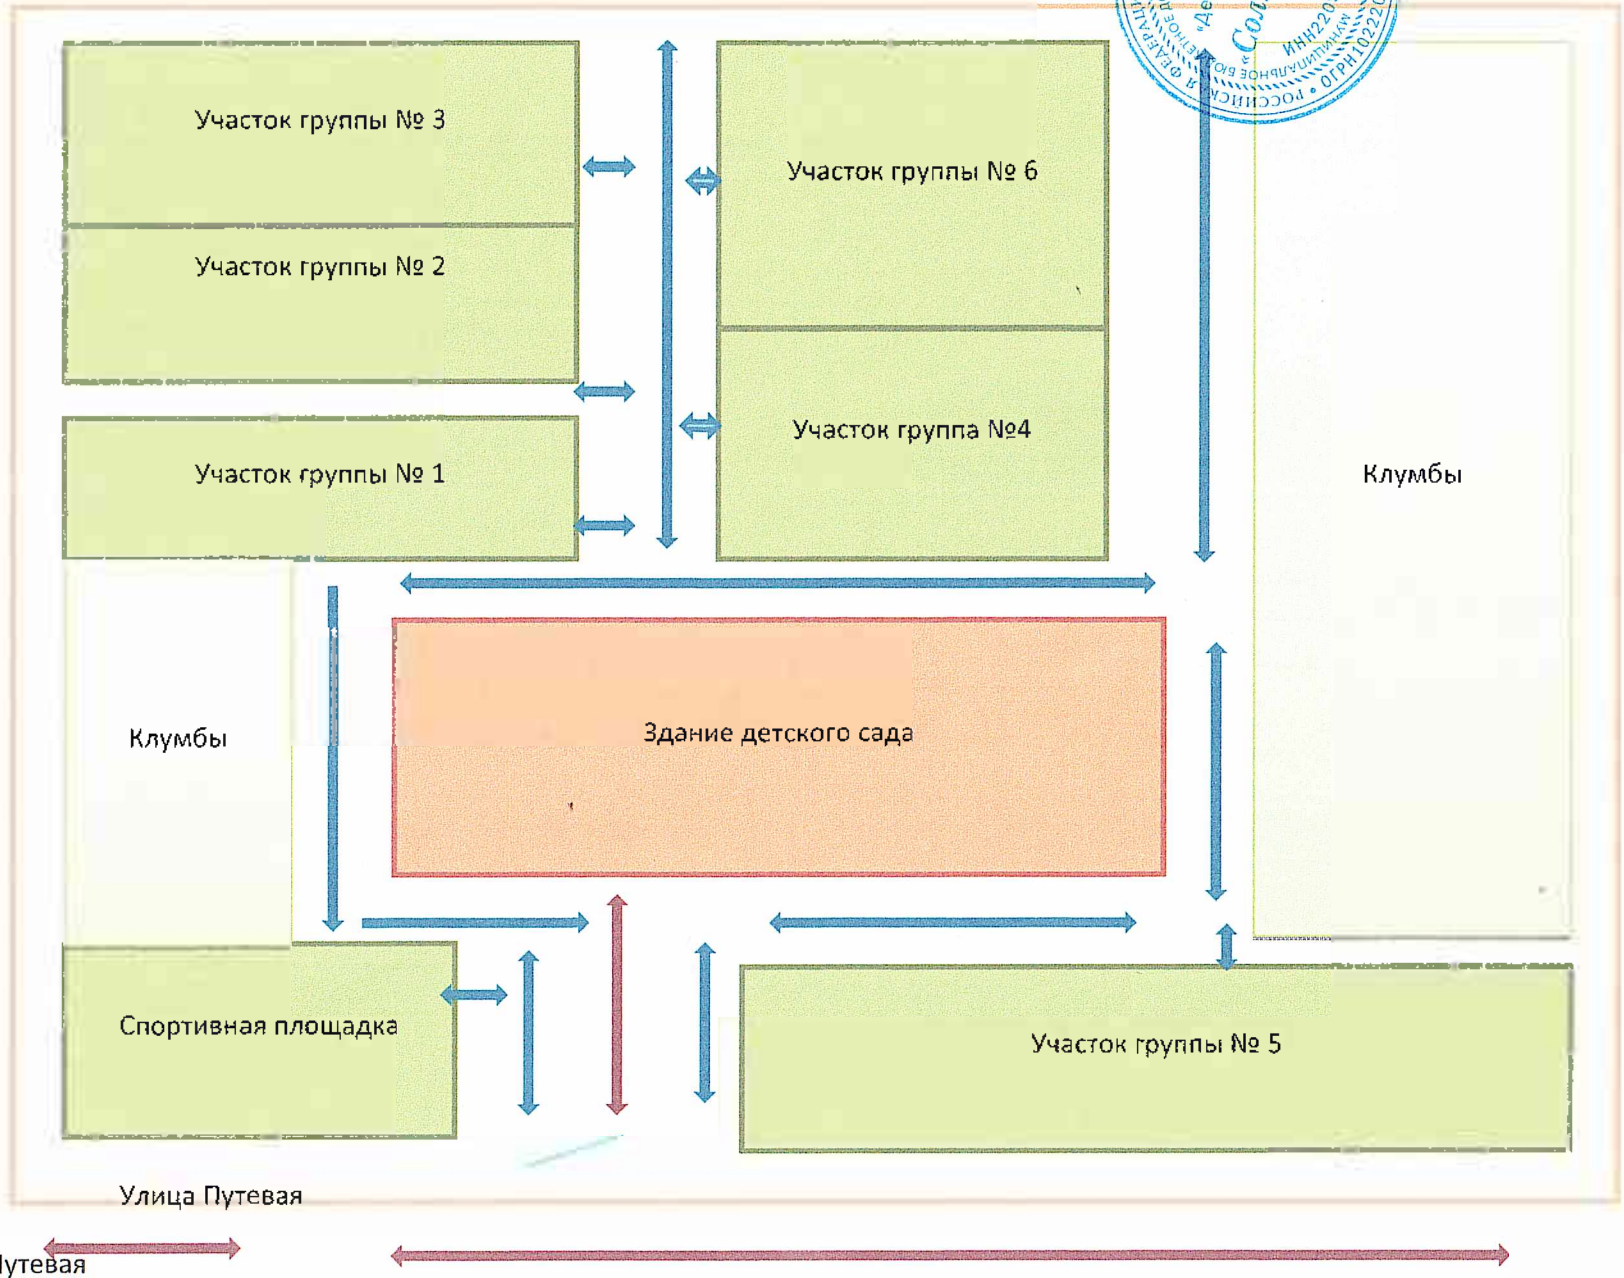 Участок группы № 3
Участок группы № 6
Участок группы № 2
Участок группа №4
Участок группы № 1
Клумбы
Клумбы
Здание детского сада
Спортивная площадка
Участок группы № 5
Улица Путевая
Путевая